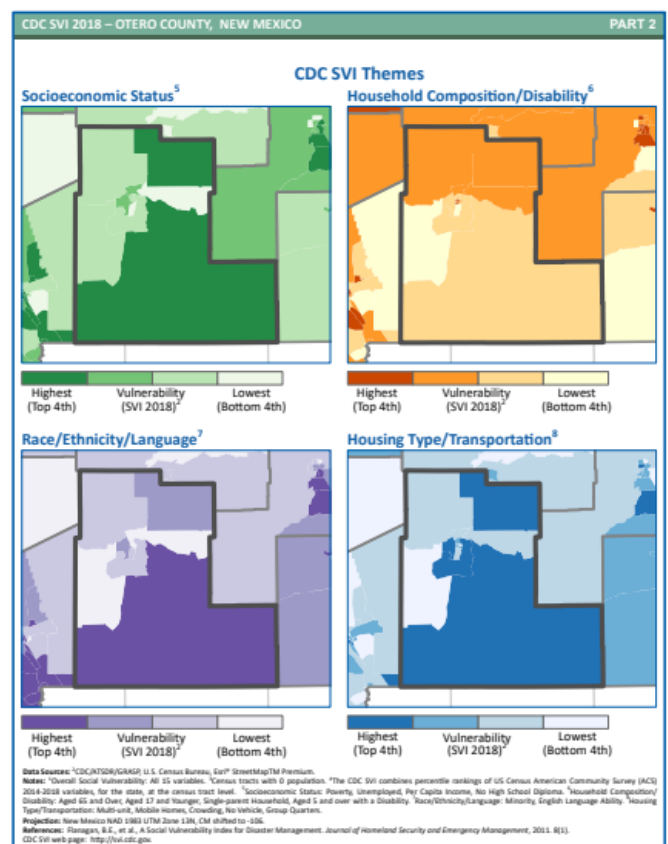 CDC SVI 2018 – OTERO COUNTY, NEW MEXICO PART 2
CDC SVI Themes
Socioeconomic Status⁵ Household Composition/Disability⁶
Highest (Top 4th) Vulnerability (SVI 2018)² Lowest (Bottom 4th)
Highest (Top 4th) Vulnerability (SVI 2018)² Lowest (Bottom 4th)
Race/Ethnicity/Language⁷ Housing Type/Transportation⁸
Highest (Top 4th) Vulnerability (SVI 2018)² Lowest (Bottom 4th)
Highest (Top 4th) Vulnerability (SVI 2018)² Lowest (Bottom 4th)
Data Sources: ²CDC/ATSDR/GRASP, U.S. Census Bureau, Esri® StreetMapTM Premium.
Notes: ¹Overall Social Vulnerability: All 15 variables. ³Census tracts with 0 population. ⁴The CDC SVI combines percentile rankings of US Census American Community Survey (ACS)
2014-2018 variables, for the state, at the census tract level. ⁵Socioeconomic Status: Poverty, Unemployed, Per Capita Income, No High School Diploma. ⁶Household Composition/
Disability: Aged 65 and Over, Aged 17 and Younger, Single-parent Household, Aged 5 and over with a Disability. ⁷Race/Ethnicity/Language: Minority, English Language Ability. ⁸Housing
Type/Transportation: Multi-unit, Mobile Homes, Crowding, No Vehicle, Group Quarters.
Projection: New Mexico NAD 1983 UTM Zone 13N, CM shifted to -106.
References: Flanagan, B.E., et al., A Social Vulnerability Index for Disaster Management. Journal of Homeland Security and Emergency Management, 2011. 8(1).
CDC SVI web page: http://svi.cdc.gov.